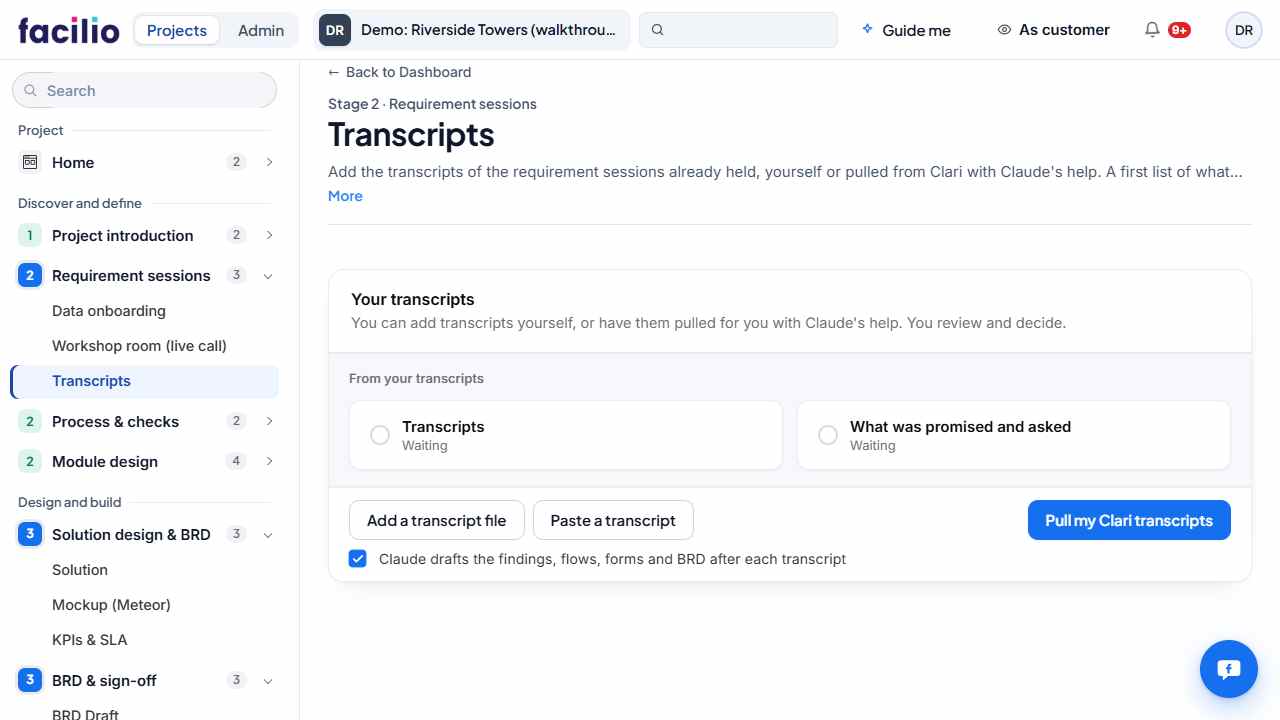 facilio
Projects
Admin
DR
Demo: Riverside Towers (walkthrou...
Guide me
As customer
9+
DR
Search
Project
Home
2
Discover and define
1
Project introduction
2
2
Requirement sessions
3
Data onboarding
Workshop room (live call)
Transcripts
2
Process & checks
2
2
Module design
4
Design and build
3
Solution design & BRD
3
Solution
Mockup (Meteor)
KPIs & SLA
3
BRD & sign-off
3
BRD Draft
← Back to Dashboard
Stage 2 · Requirement sessions
Transcripts
Add the transcripts of the requirement sessions already held, yourself or pulled from Clari with Claude's help. A first list of what...
More
Your transcripts
You can add transcripts yourself, or have them pulled for you with Claude's help. You review and decide.
From your transcripts
Transcripts
Waiting
What was promised and asked
Waiting
Add a transcript file
Paste a transcript
Pull my Clari transcripts
Claude drafts the findings, flows, forms and BRD after each transcript